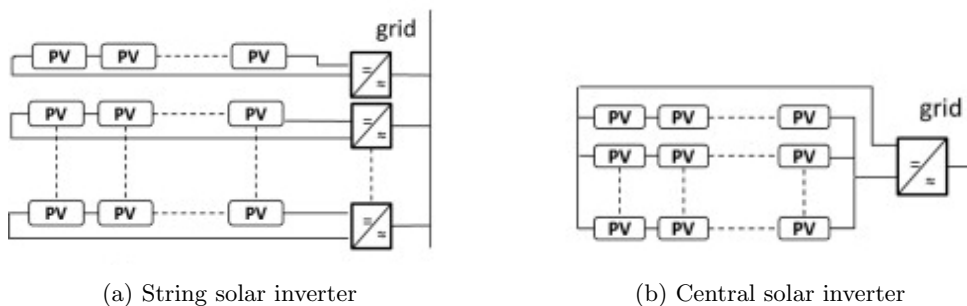 grid
PV PV PV
= ≈
PV PV PV
= ≈
PV PV PV
= ≈
(a) String solar inverter
grid
PV PV PV
PV PV PV
= ≈
PV PV PV
(b) Central solar inverter